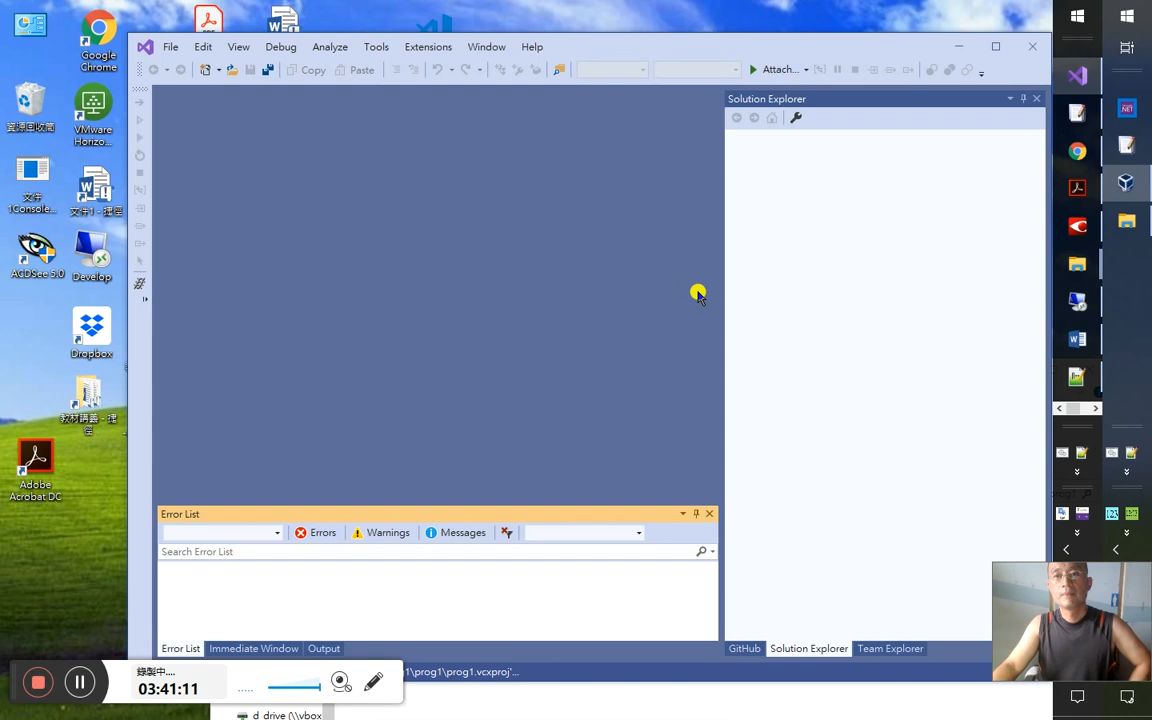 Google
Chrome
資源回收筒
VMware
Horizo...
文件
1Console...
文件1 - 捷徑
ACDSee 5.0
Develop
Dropbox
教材講義 - 捷
徑
Adobe
Acrobat DC
File Edit View Debug Analyze Tools Extensions Window Help
Copy Paste Attach...
Solution Explorer
.NET
Error List
Errors Warnings Messages
Search Error List
Error List Immediate Window Output
GitHub Solution Explorer Team Explorer
錄製中....
03:41:11
1\prog1\prog1.vcxproj'...
d_drive (\\vbox